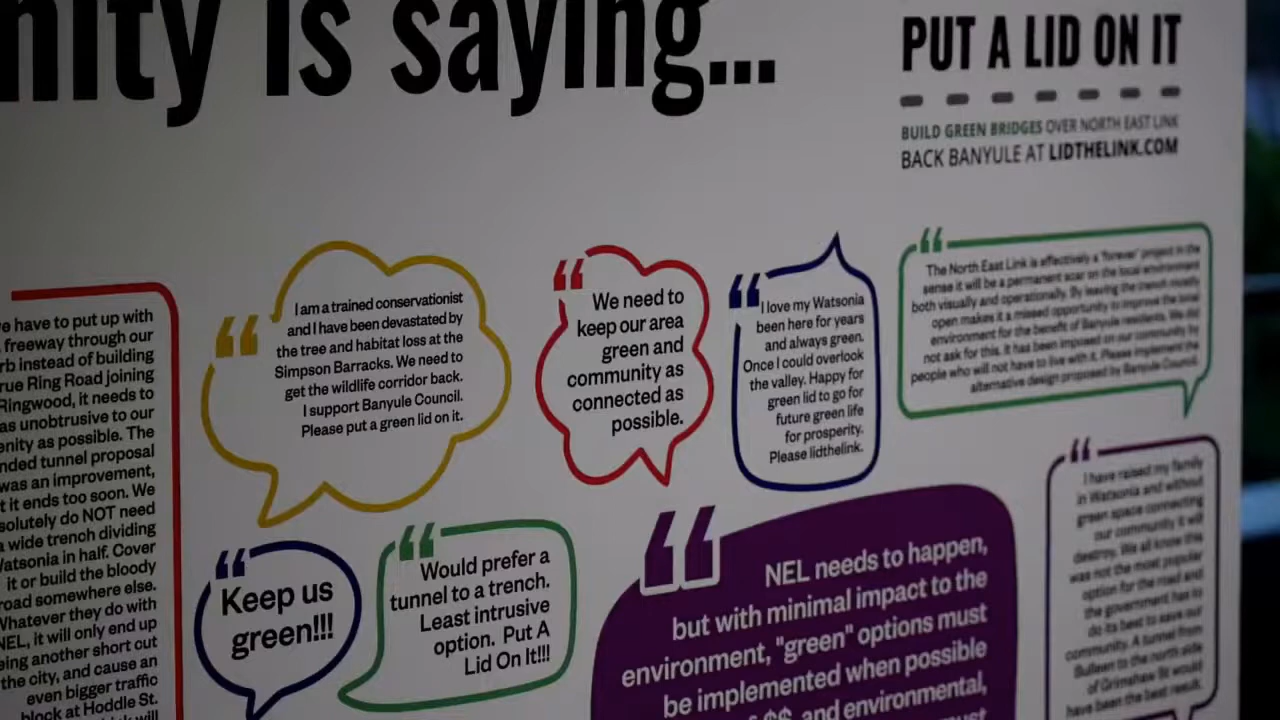 nity is saying...
PUT A LID ON IT
BUILD GREEN BRIDGES OVER NORTH EAST LINK
BACK BANYULE AT LIDTHELINK.COM
have to put up with
freeway through our
instead of building
Ring Road joining
Ringwood, it needs to
as unobtrusive to our
as possible. The
tunnel proposal
was an improvement,
it ends too soon. We
do NOT need
wide trench dividing
in half. Cover
it or build the bloody
road somewhere else.
Whatever they do with
NEL, it will only end up
another short cut
the city, and cause an
even bigger traffic
block at Hoddle St.
will
“
I am a trained conservationist
and I have been devastated by
the tree and habitat loss at the
Simpson Barracks. We need to
get the wildlife corridor back.
I support Banyule Council.
Please put a green lid on it.
“
We need to
keep our area
green and
community as
connected as
possible.
“
I love my Watsonia
been here for years
and always green.
Once I could overlook
the valley. Happy for
green lid to go for
future green life
for prosperity.
Please lidthelink.
“
The North East Link is effectively a 'forever' project in the
sense it will be a permanent scar on the local environment
both visually and operationally. By leaving the trench mostly
open makes it a missed opportunity to improve the local
environment for the benefit of Banyule residents. We did
not ask for this. It has been imposed on our community by
people who will not have to live with it. Please implement the
alternative design proposed by Banyule Council.
“
Keep us
green!!!
“
Would prefer a
tunnel to a trench.
Least intrusive
option. Put A
Lid On It!!!
“
NEL needs to happen,
but with minimal impact to the
environment, "green" options must
be implemented when possible
$$ and environmental,
must
“
I have raised my family
in Watsonia and without
green space connecting
our community it will
destroy. We all know this
was not the most popular
option for the road and
the government has to
do its best to save our
community. A tunnel from
Bulleen to the north side
of Grimshaw St would
have been the best result.